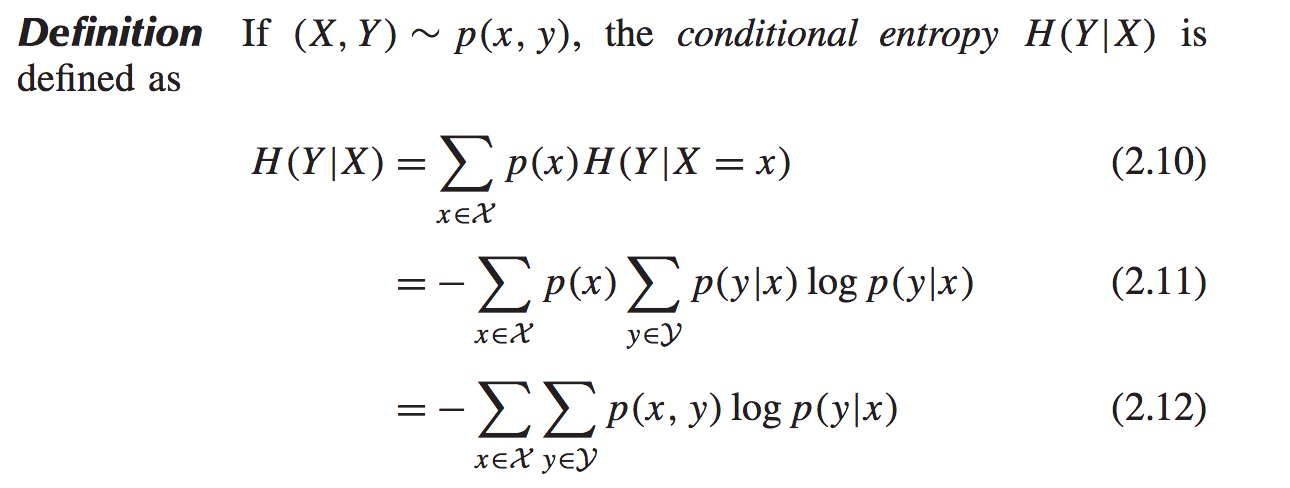 Definition If (X, Y) ∼ p(x, y), the conditional entropy H(Y|X) is
defined as
H(Y|X) = ∑_{x∈𝒳} p(x)H(Y|X = x) (2.10)
= − ∑_{x∈𝒳} p(x) ∑_{y∈𝒴} p(y|x) log p(y|x) (2.11)
= − ∑_{x∈𝒳} ∑_{y∈𝒴} p(x, y) log p(y|x) (2.12)